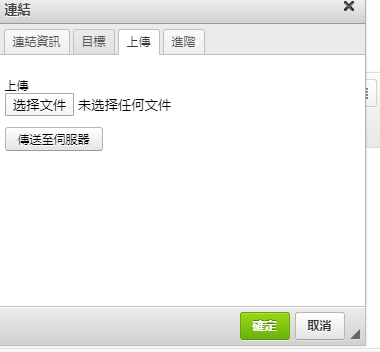 連結
連結資訊 目標 上傳 進階
上傳
选择文件 未选择任何文件
傳送至伺服器
確定 取消